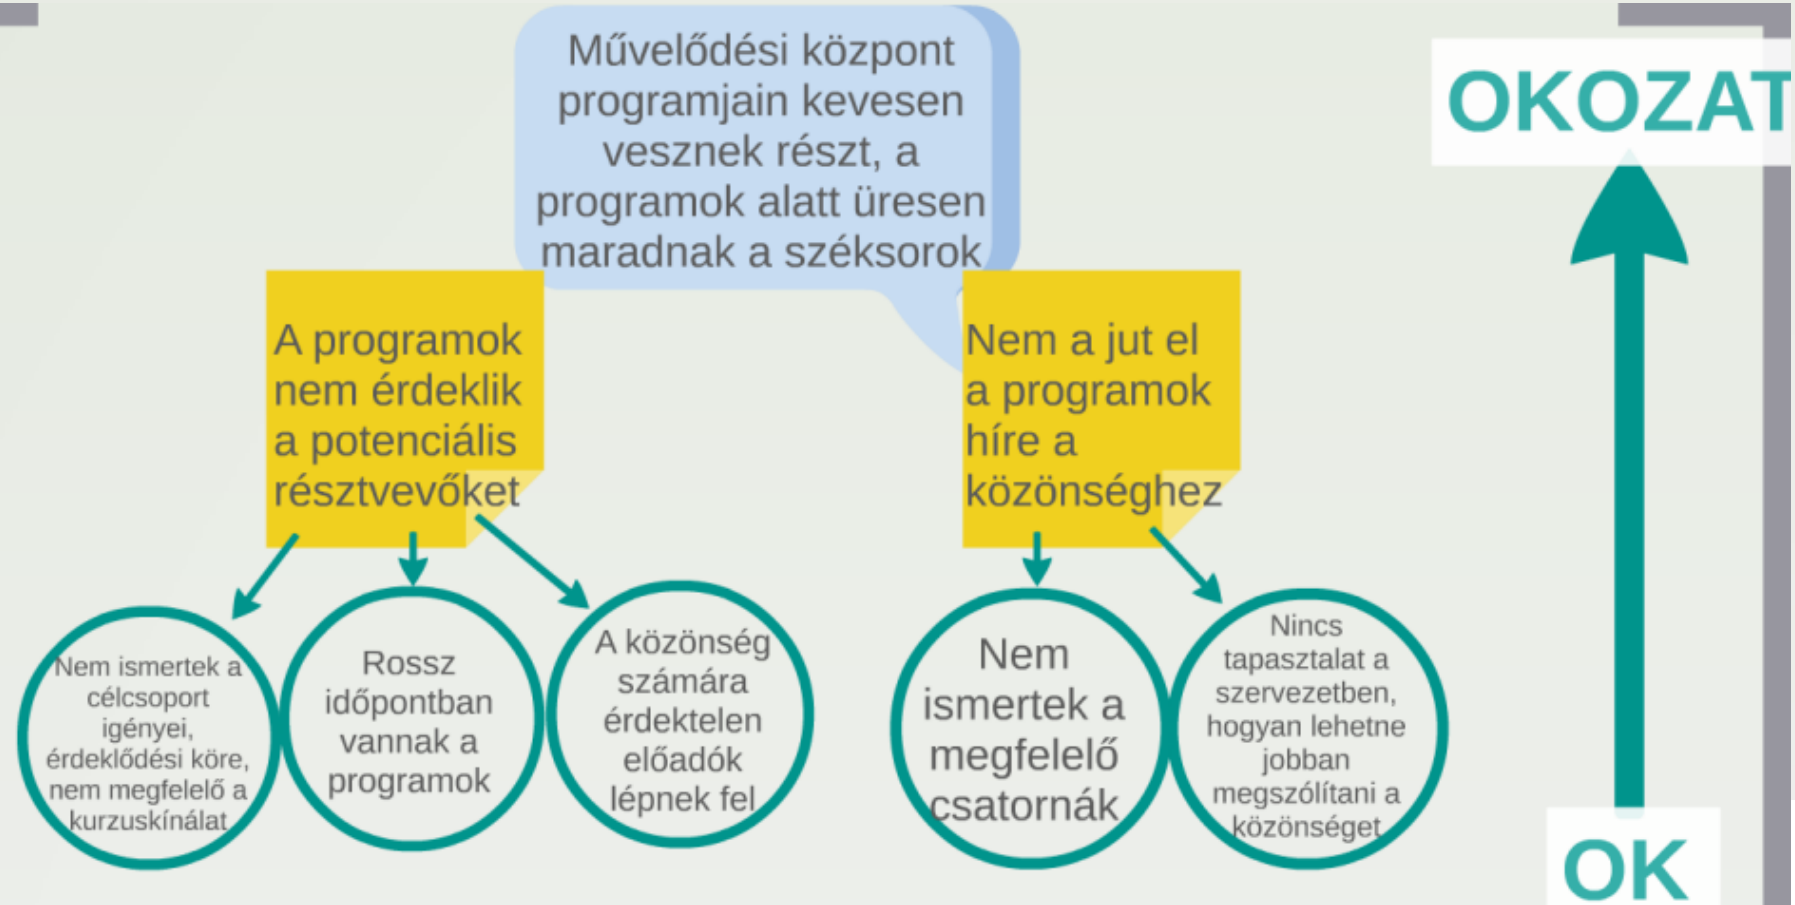 Művelődési központ
programjain kevesen
vesznek részt, a
programok alatt üresen
maradnak a széksorok
OKOZAT
A programok
nem érdeklik
a potenciális
résztvevőket
Nem a jut el
a programok
híre a
közönséghez
Nem ismertek a
célcsoport
igényei,
érdeklődési köre,
nem megfelelő a
kurzuskínálat
Rossz
időpontban
vannak a
programok
A közönség
számára
érdektelen
előadók
lépnek fel
Nem
ismertek a
megfelelő
csatornák
Nincs
tapasztalat a
szervezetben,
hogyan lehetne
jobban
megszólítani a
közönséget
OK